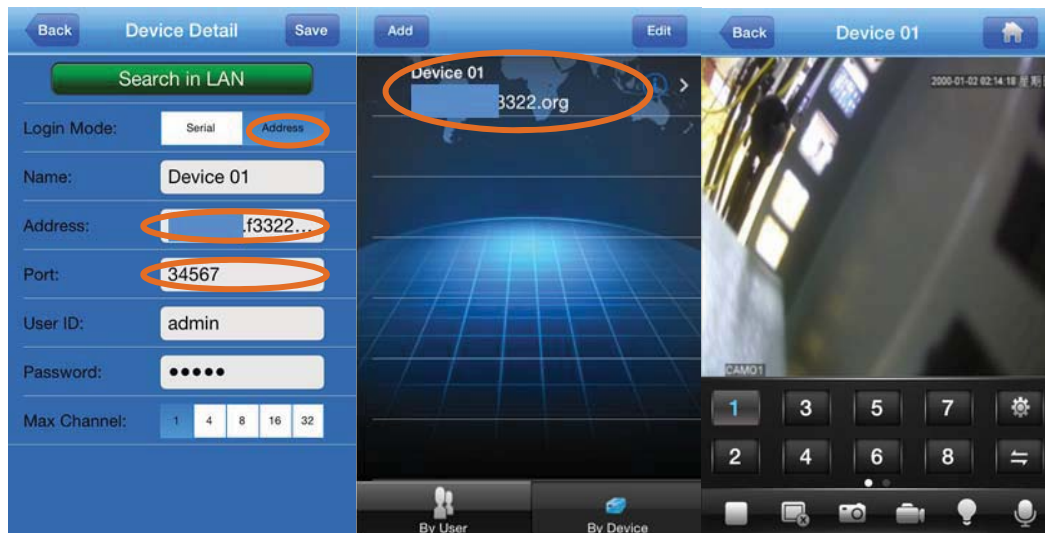 Back Device Detail Save
Search in LAN
Login Mode: Serial Address
Name: Device 01
Address: .f3322...
Port: 34567
User ID: admin
Password: •••••
Max Channel: 1 4 8 16 32
Add Edit
Device 01
3322.org
By User By Device
Back Device 01
2000-01-02 02:14:18 星期
CAM01
1 3 5 7
2 4 6 8